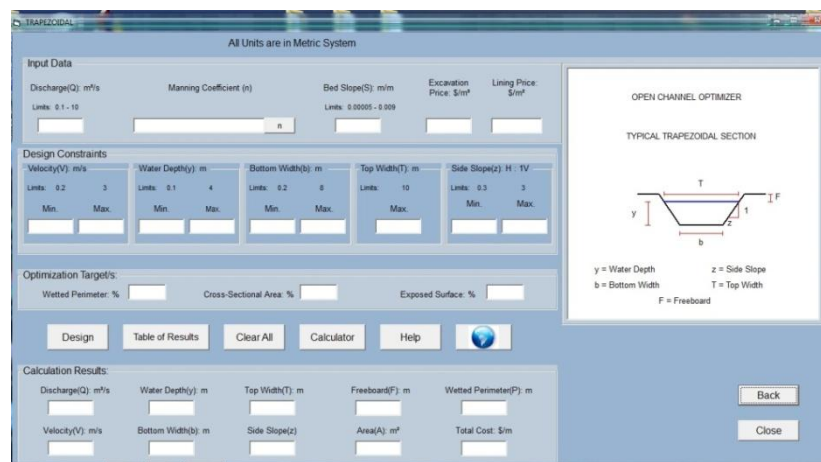 TRAPEZOIDAL
All Units are in Metric System
Input Data
Discharge(Q): m³/s
Manning Coefficient (n)
Bed Slope(S): m/m
Excavation
Price: $/m³
Lining Price:
$/m²
Limits: 0.1 - 10
Limits: 0.00005 - 0.009
n
Design Constraints
Velocity(V): m/s
Water Depth(y): m
Bottom Width(b): m
Top Width(T): m
Side Slope(z): H : 1V
Limits: 0.2 3
Limits: 0.1 4
Limits: 0.2 8
Limits: 10
Limits: 0.3 3
Min. Max.
Min. Max.
Min. Max.
Max.
Min. Max.
Optimization Target/s:
Wetted Perimeter: %
Cross-Sectional Area: %
Exposed Surface: %
Design
Table of Results
Clear All
Calculator
Help
Calculation Results:
Discharge(Q): m³/s
Water Depth(y): m
Top Width(T): m
Freeboard(F): m
Wetted Perimeter(P): m
Velocity(V): m/s
Bottom Width(b): m
Side Slope(z)
Area(A): m²
Total Cost: $/m
OPEN CHANNEL OPTIMIZER
TYPICAL TRAPEZOIDAL SECTION
T
F
y
1
z
b
y = Water Depth
z = Side Slope
b = Bottom Width
T = Top Width
F = Freeboard
Back
Close